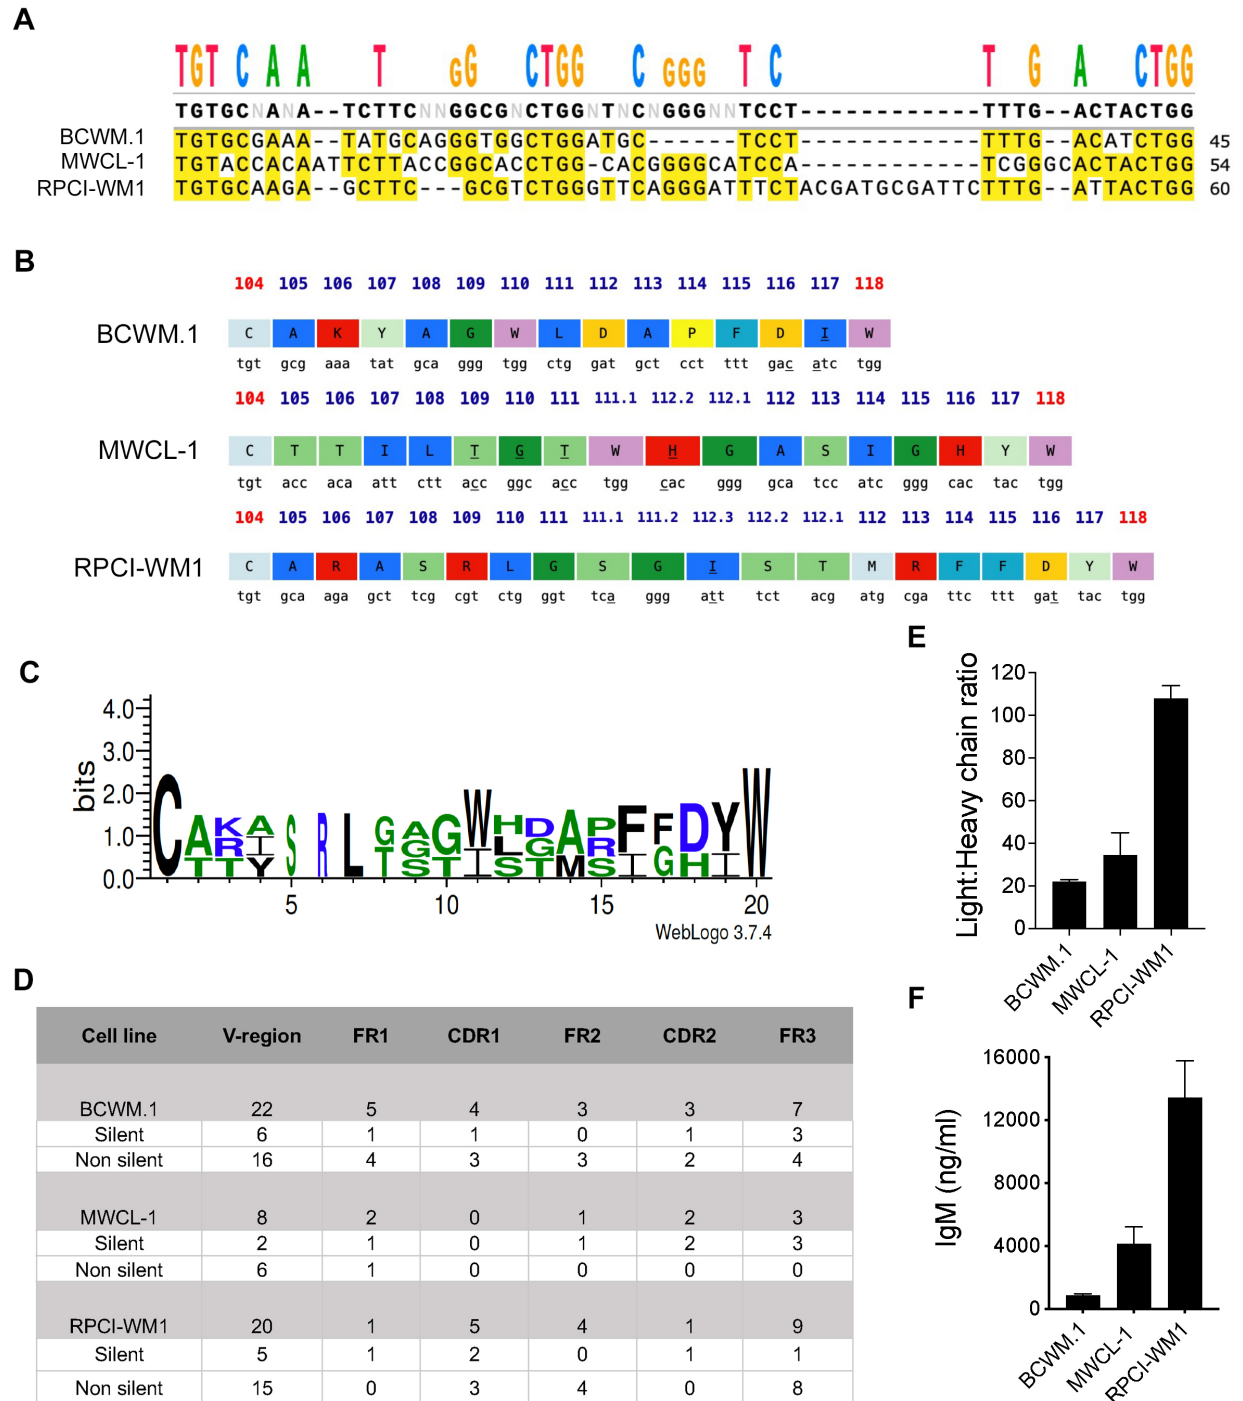 A
TGT C A A T GG CTGG C GGG T C T G A CTGG
TGTGCNANA--TCTTCNNGGCGNCTGGNTNCNGGGNNTCCT------------TTTG--ACTACTGG
BCWM.1 TGTGCGAAA--TATGCAGGGTGGCTGGATGC------TCCT------------TTTG--ACATCTGG 45
MWCL-1 TGTACCACAATTCTTACCGGCACCTGG-CACGGGGCATCCA------------TCGGGCACTACTGG 54
RPCI-WM1 TGTGCAAGA--GCTTC---GCGTCTGGGTTCAGGGATTTCTACGATGCGATTCTTTG--ATTACTGG 60
B
104 105 106 107 108 109 110 111 112 113 114 115 116 117 118
BCWM.1 C A K Y A G W L D A P F D I W
tgt gcg aaa tat gca ggg tgg ctg gat gct cct ttt gac atc tgg
104 105 106 107 108 109 110 111 111.1 112.2 112.1 112 113 114 115 116 117 118
MWCL-1 C T T I L T G T W H G A S I G H Y W
tgt acc aca att ctt acc ggc acc tgg cac ggg gca tcc atc ggg cac tac tgg
104 105 106 107 108 109 110 111 111.1 111.2 112.3 112.2 112.1 112 113 114 115 116 117 118
RPCI-WM1 C A R A S R L G S G I S T M R F F D Y W
tgt gca aga gct tcg cgt ctg ggt tca ggg att tct acg atg cga ttc ttt gat tac tgg
C
bits
4.0
3.0
2.0
1.0
0.0
5 10 15 20
WebLogo 3.7.4
D
Cell line V-region FR1 CDR1 FR2 CDR2 FR3
BCWM.1 22 5 4 3 3 7
Silent 6 1 1 0 1 3
Non silent 16 4 3 3 2 4
MWCL-1 8 2 0 1 2 3
Silent 2 1 0 1 2 3
Non silent 6 1 0 0 0 0
RPCI-WM1 20 1 5 4 1 9
Silent 5 1 2 0 1 1
Non silent 15 0 3 4 0 8
E
Light:Heavy chain ratio
120
100
80
60
40
20
0
BCWM.1 MWCL-1 RPCI-WM1
F
IgM (ng/ml)
16000
12000
8000
4000
0
BCWM.1 MWCL-1 RPCI-WM1